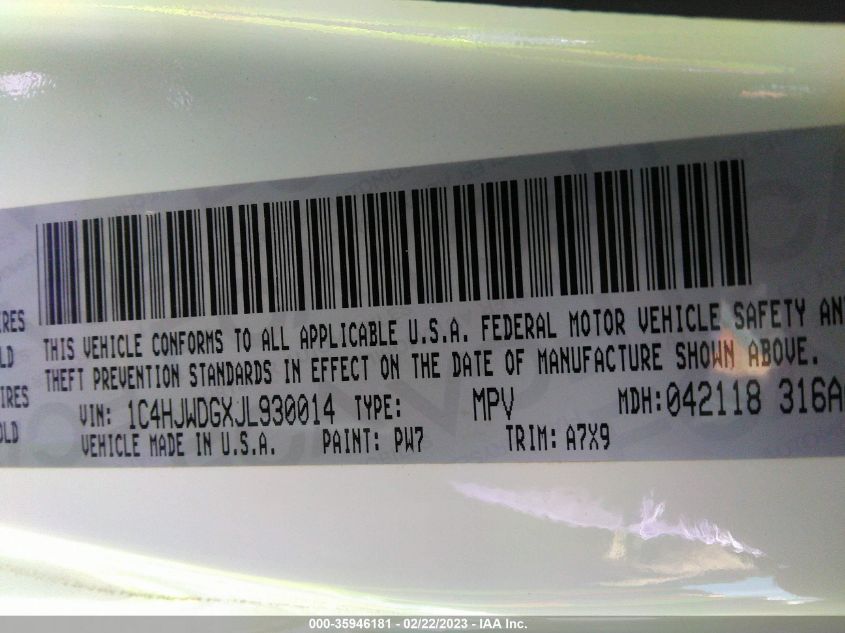 IRES
THIS VEHICLE CONFORMS TO ALL APPLICABLE U.S.A. FEDERAL MOTOR VEHICLE SAFETY AN
LD
THEFT PREVENTION STANDARDS IN EFFECT ON THE DATE OF MANUFACTURE SHOWN ABOVE.
IRES
VIN: 1C4HJWDGXJL930014 TYPE: MPV MDH: 042118 316A
OLD
VEHICLE MADE IN U.S.A. PAINT: PW7 TRIM: A7X9
000-35946181 - 02/22/2023 - IAA Inc.